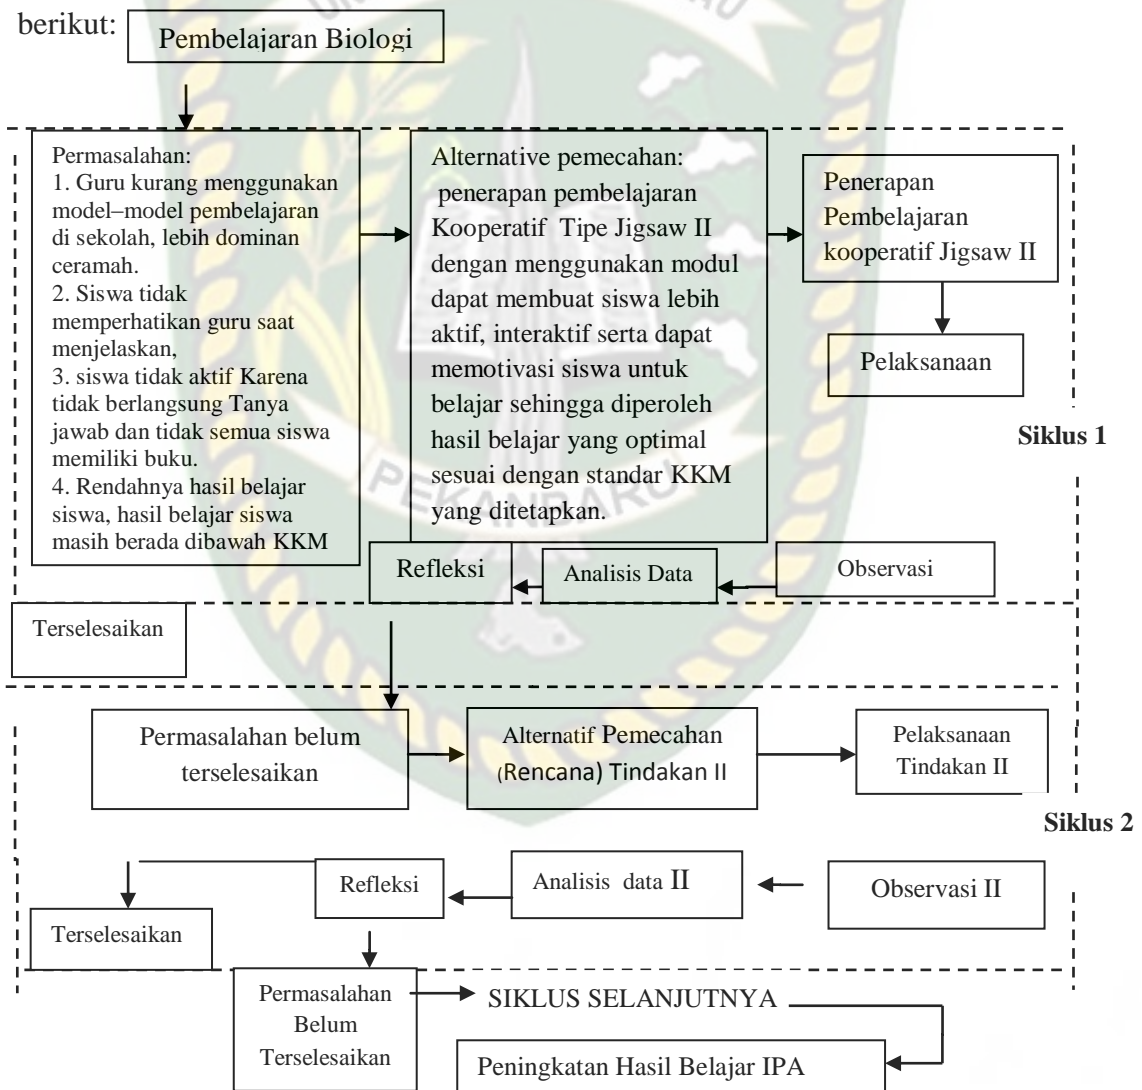 berikut:
Pembelajaran Biologi
Permasalahan:
1. Guru kurang menggunakan
model–model pembelajaran
di sekolah, lebih dominan
ceramah.
2. Siswa tidak
memperhatikan guru saat
menjelaskan,
3. siswa tidak aktif Karena
tidak berlangsung Tanya
jawab dan tidak semua siswa
memiliki buku.
4. Rendahnya hasil belajar
siswa, hasil belajar siswa
masih berada dibawah KKM
Alternative pemecahan:
penerapan pembelajaran
Kooperatif Tipe Jigsaw II
dengan menggunakan modul
dapat membuat siswa lebih
aktif, interaktif serta dapat
memotivasi siswa untuk
belajar sehingga diperoleh
hasil belajar yang optimal
sesuai dengan standar KKM
yang ditetapkan.
Penerapan
Pembelajaran
kooperatif Jigsaw II
Pelaksanaan
Siklus 1
PEKANBARU
Refleksi
Analisis Data
Observasi
Terselesaikan
Permasalahan belum
terselesaikan
Alternatif Pemecahan
(Rencana) Tindakan II
Pelaksanaan
Tindakan II
Siklus 2
Refleksi
Analisis data II
Observasi II
Terselesaikan
Permasalahan
Belum
Terselesaikan
SIKLUS SELANJUTNYA
Peningkatan Hasil Belajar IPA